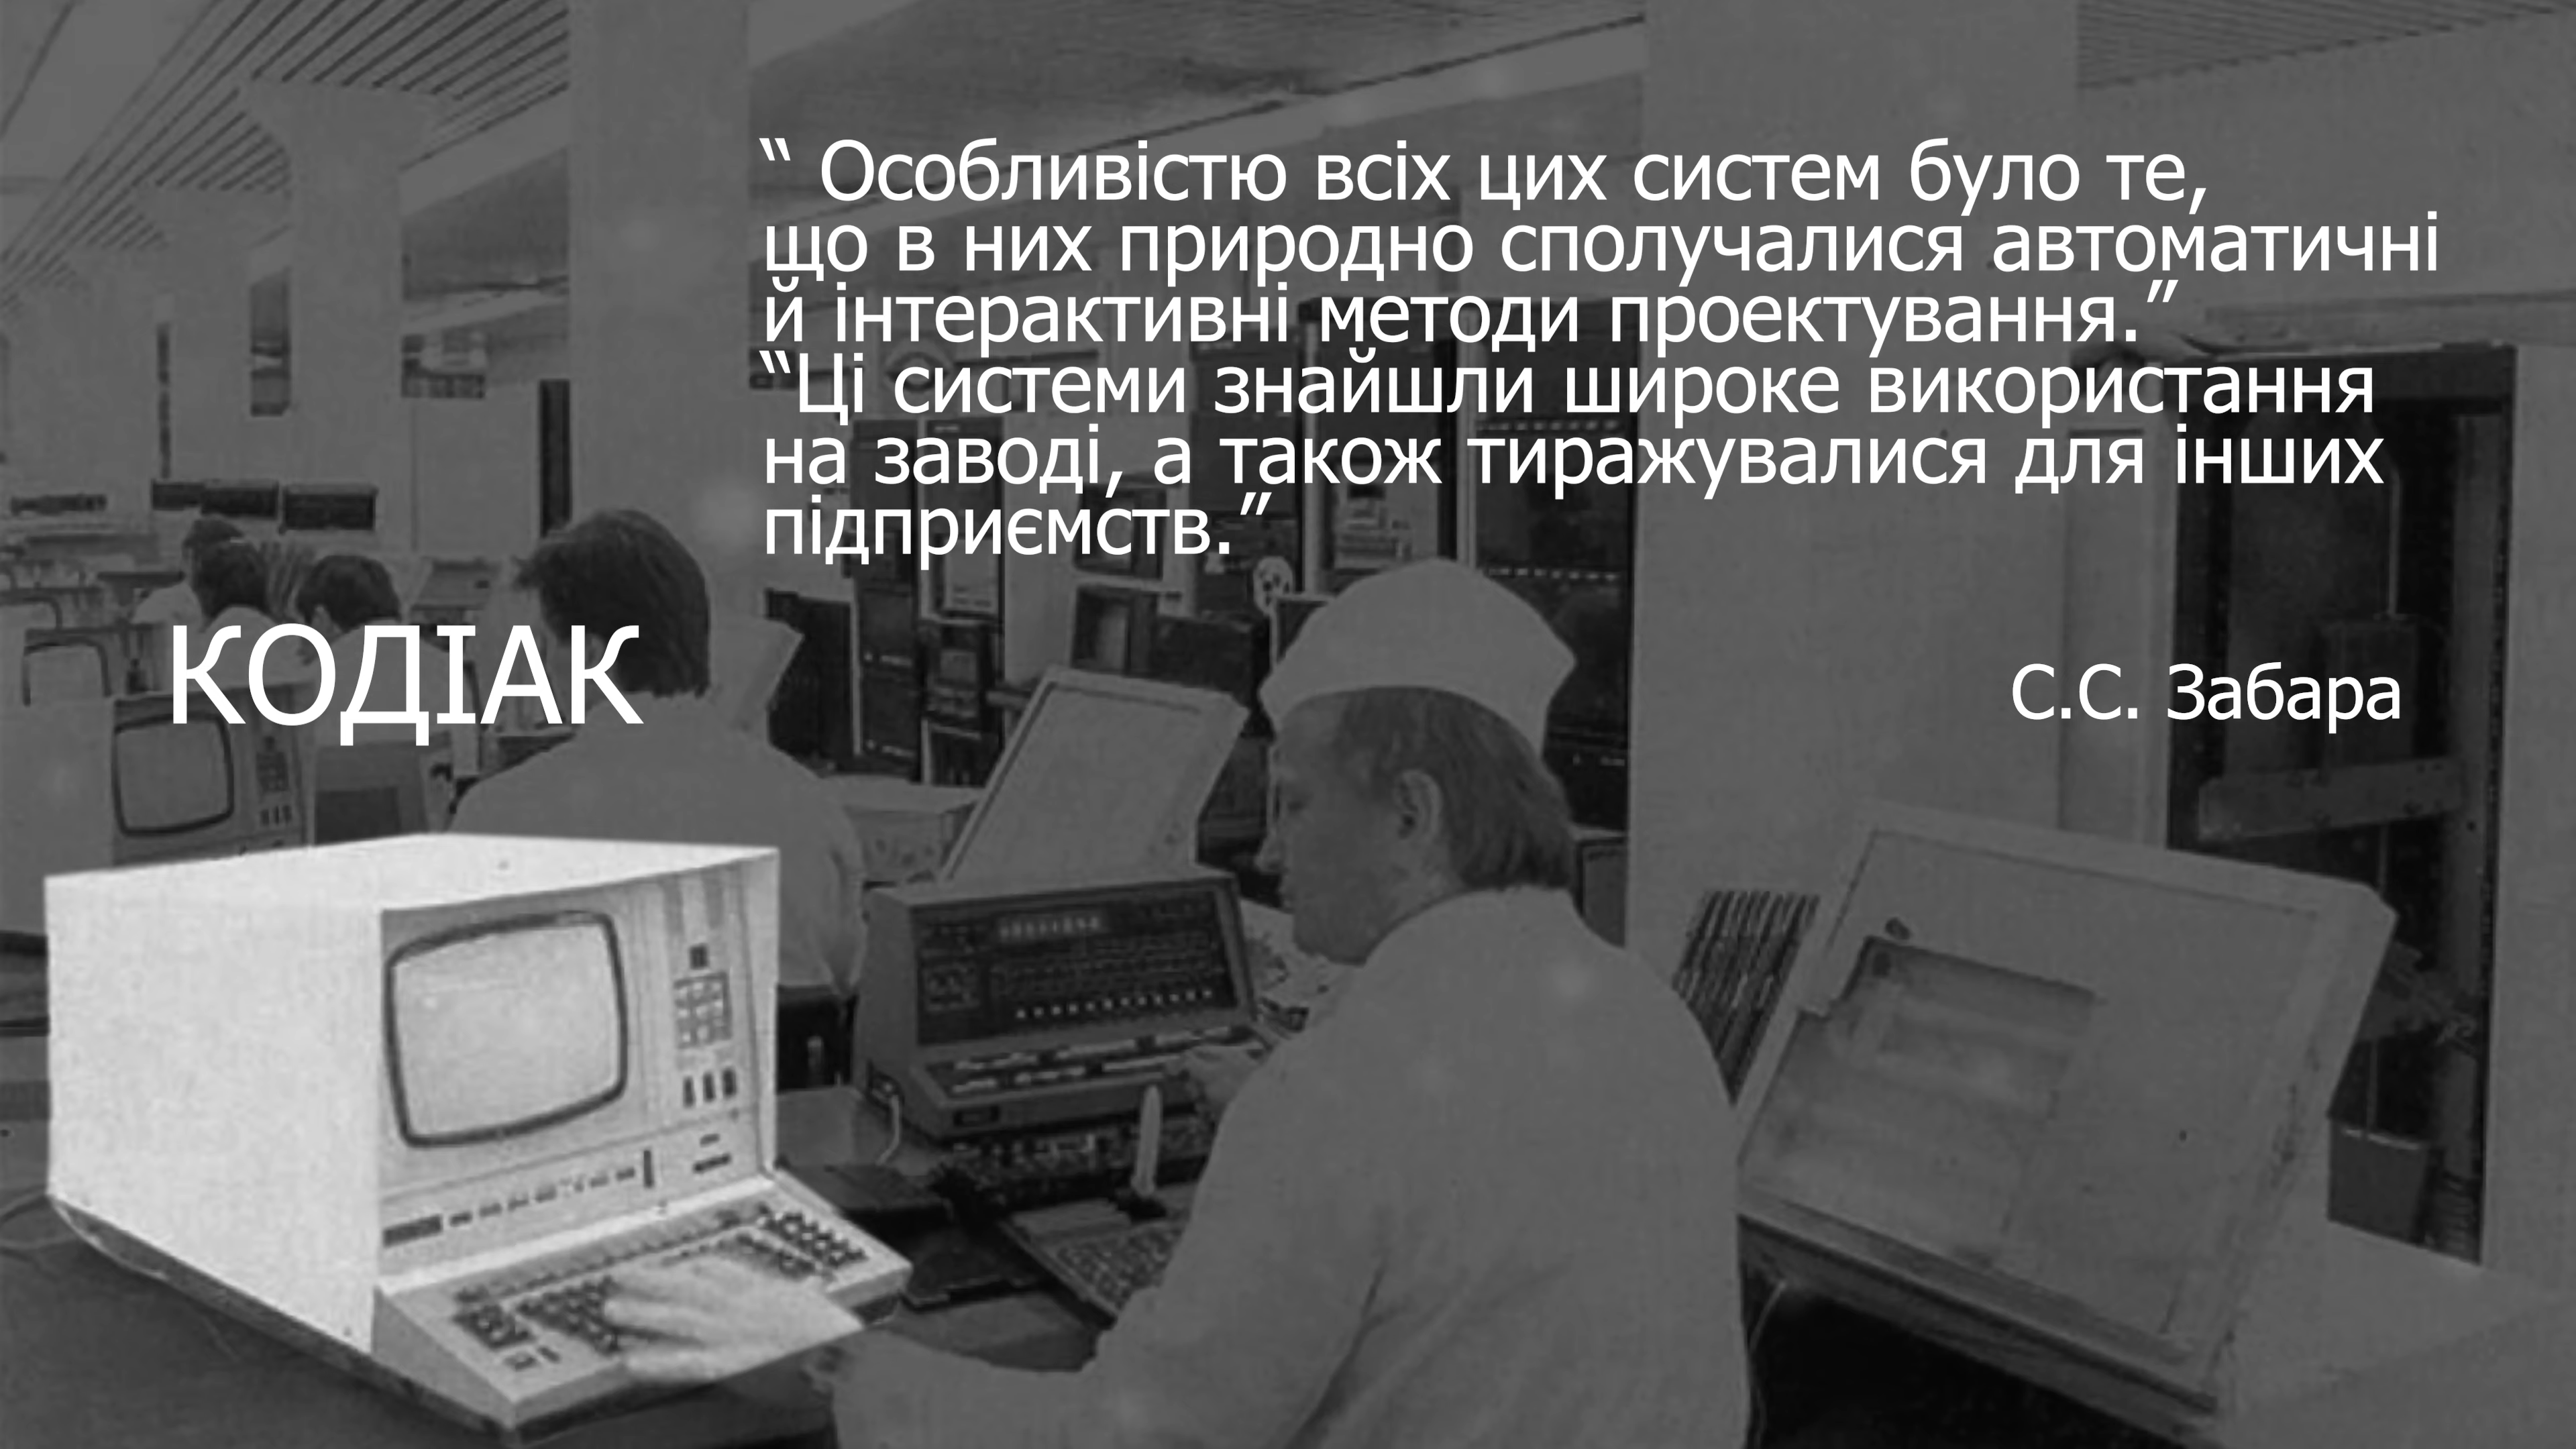 “ Особливістю всіх цих систем було те,
що в них природно сполучалися автоматичні
й інтерактивні методи проектування.”
“Ці системи знайшли широке використання
на заводі, а також тиражувалися для інших
підприємств.”
КОДІАК
С.С. Забара